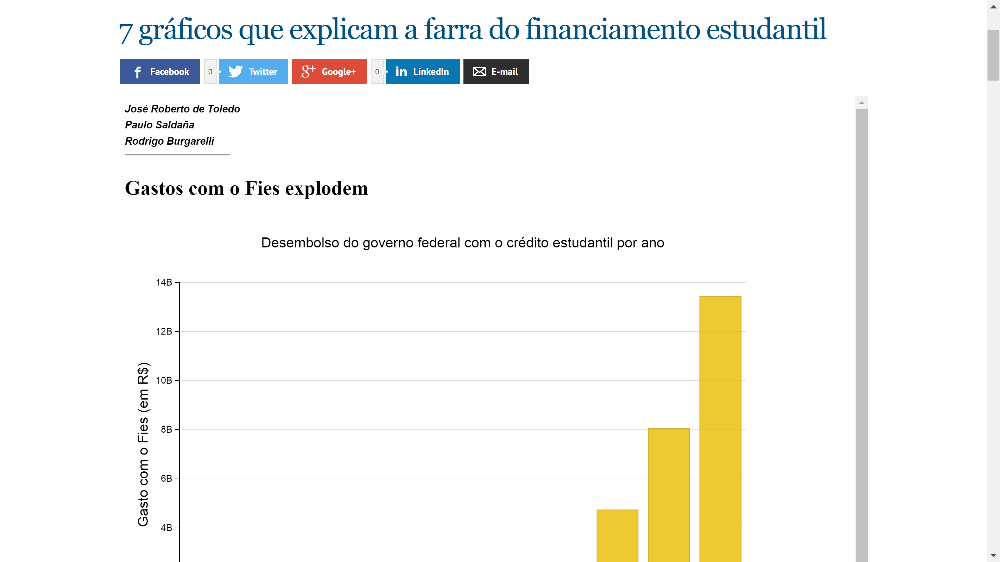 7 gráficos que explicam a farra do financiamento estudantil
Facebook 0 Twitter Google+ 0 LinkedIn E-mail
José Roberto de Toledo
Paulo Saldaña
Rodrigo Burgarelli
Gastos com o Fies explodem
Desembolso do governo federal com o crédito estudantil por ano
Gasto com o Fies (em R$)
14B
12B
10B
8B
6B
4B